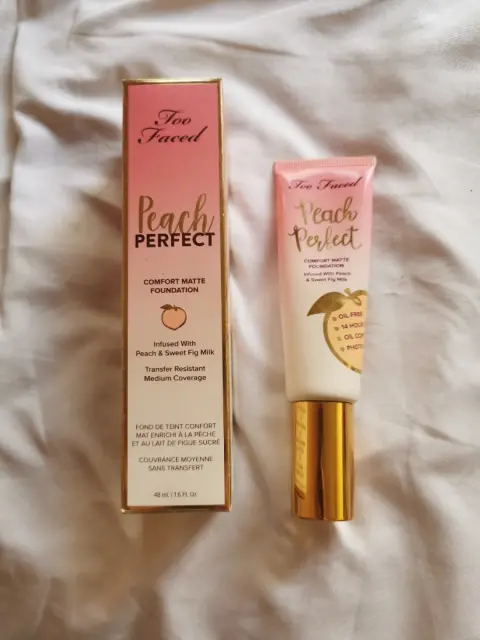 Too
Faced
Peach
PERFECT
COMFORT MATTE
FOUNDATION
Infused With
Peach & Sweet Fig Milk
Transfer Resistant
Medium Coverage
FOND DE TEINT CONFORT
MAT ENRICHI À LA PÊCHE
ET AU LAIT DE FIGUE SUCRÉ
COUVRANCE MOYENNE
SANS TRANSFERT
48 ml / 1.6 Fl. Oz.
Too Faced
Peach
Perfect
COMFORT MATTE
FOUNDATION
Infused With Peach
& Sweet Fig Milk
OIL-FREE
14 HOUR
OIL CON
PHOTO